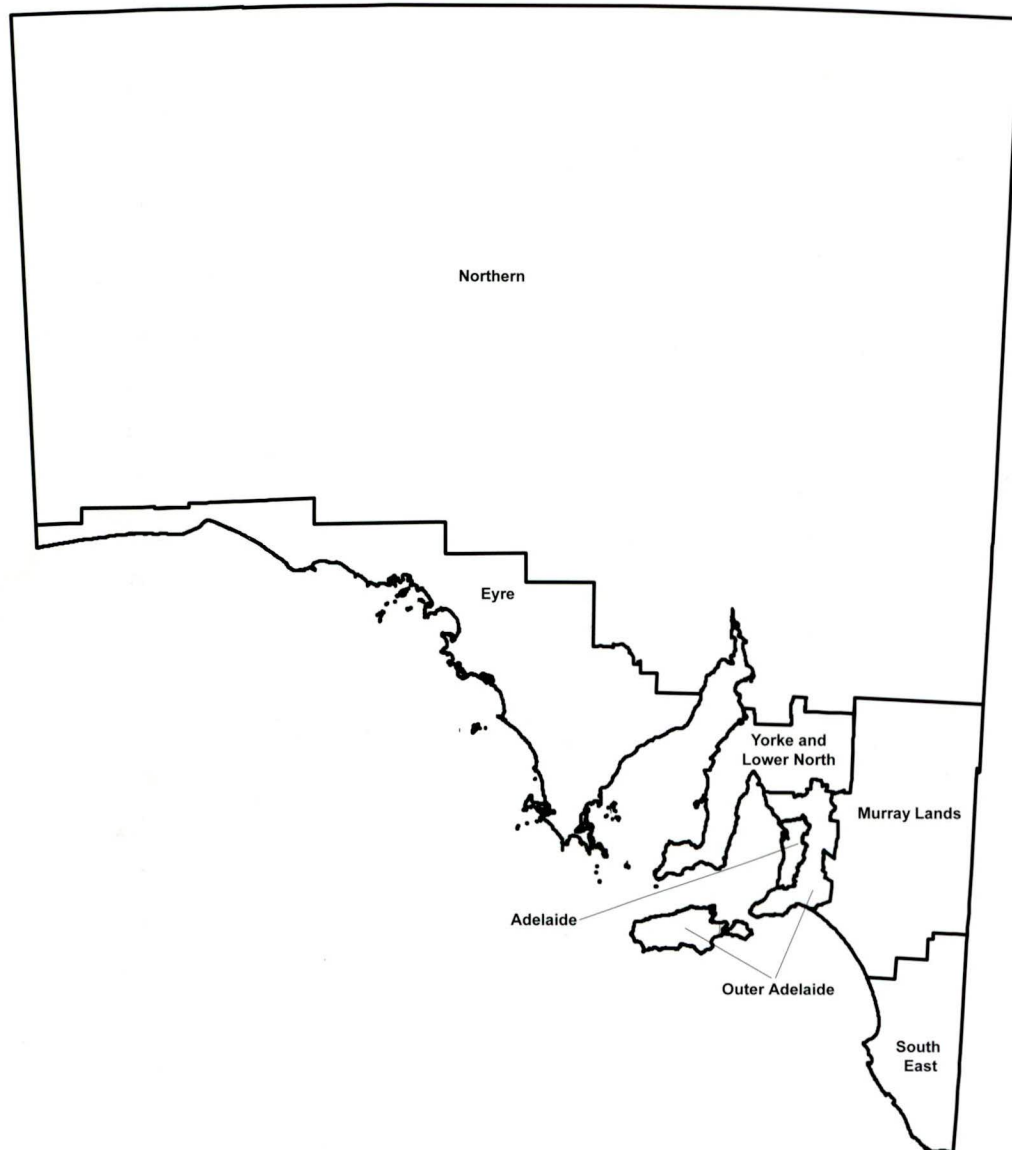 Northern
Eyre
Yorke and
Lower North
Murray Lands
Adelaide
Outer Adelaide
South
East